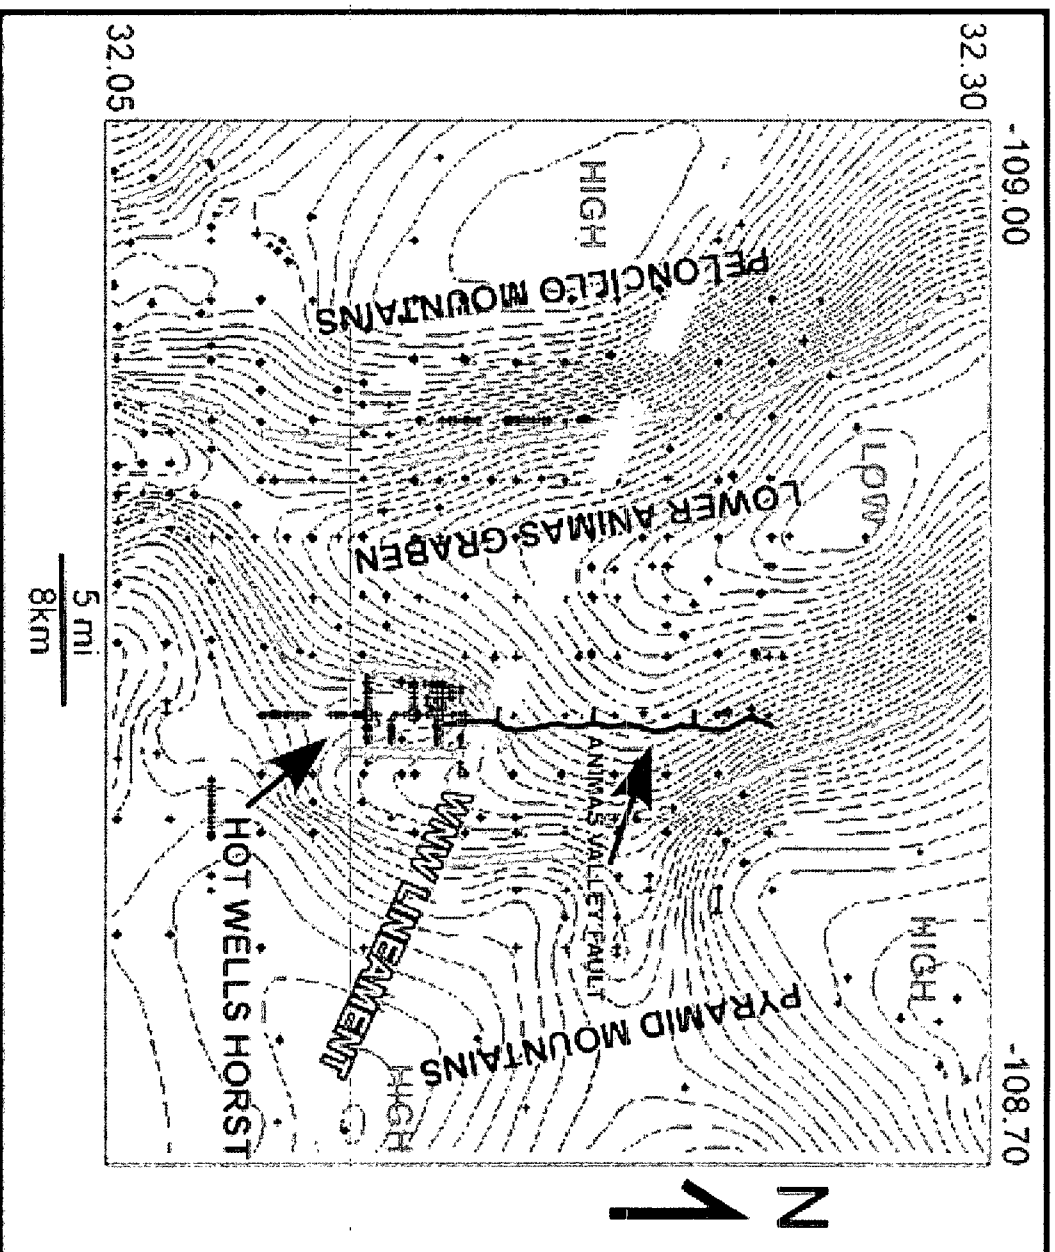 32.30
-109.00
-108.70
32.05
N
HIGH
PELONCILLO MOUNTAINS
LOW
LOWER ANIMAS GRABEN
ANIMAS VALLEY FAULT
HIGH
PYRAMID MOUNTAINS
WNW LINEAMENT
HIGH
HOT WELLS HORST
5 mi
8km